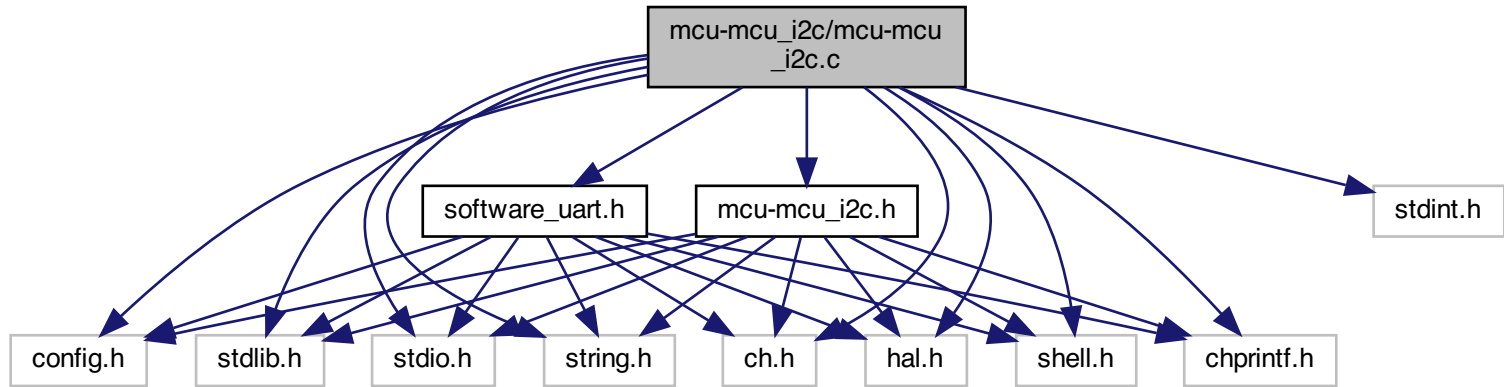 mcu-mcu_i2c/mcu-mcu
_i2c.c
software_uart.h
mcu-mcu_i2c.h
stdint.h
config.h
stdlib.h
stdio.h
string.h
ch.h
hal.h
shell.h
chprintf.h